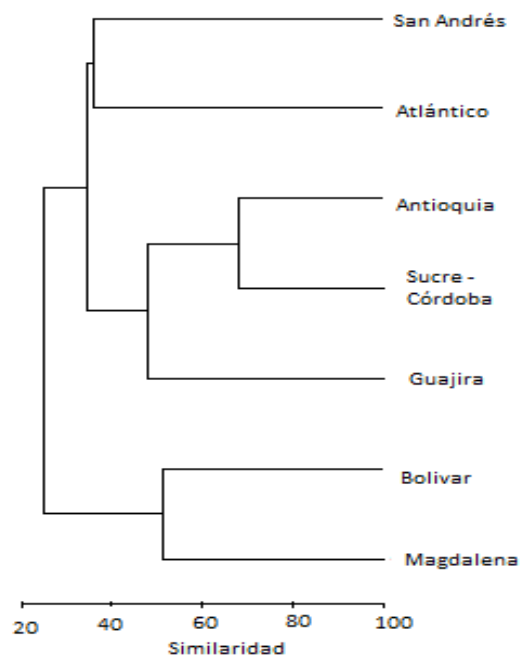 San Andrés
Atlántico
Antioquia
Sucre -
Córdoba
Guajira
Bolivar
Magdalena
20 40 60 80 100
Similaridad